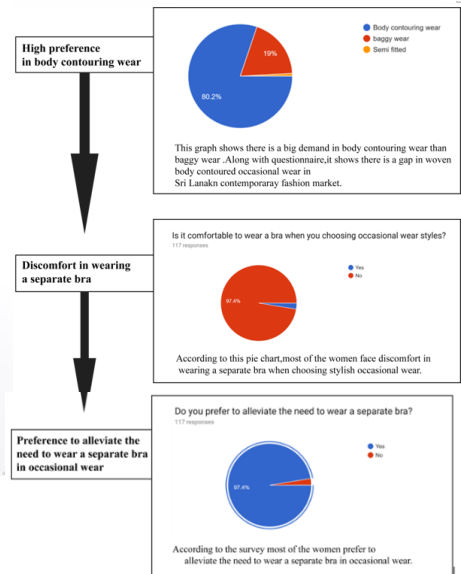 High preference
in body contouring wear
80.2%
19%
Body contouring wear
baggy wear
Semi fitted
This graph shows there is a big demand in body contouring wear than
baggy wear .Along with questionnaire,it shows there is a gap in woven
body contoured occasional wear in
Sri Lanakn contemporaray fashion market.
Discomfort in wearing
a separate bra
Is it comfortable to wear a bra when you choosing occasional wear styles?
117 responses
97.4%
Yes
No
According to this pie chart,most of the women face discomfort in
wearing a separate bra when choosing stylish occasional wear.
Preference to alleviate the
need to wear a separate bra
in occasional wear
Do you prefer to alleviate the need to wear a separate bra?
117 responses
97.4%
Yes
No
According to the survey most of the women prefer to
alleviate the need to wear a separate bra in occasional wear.